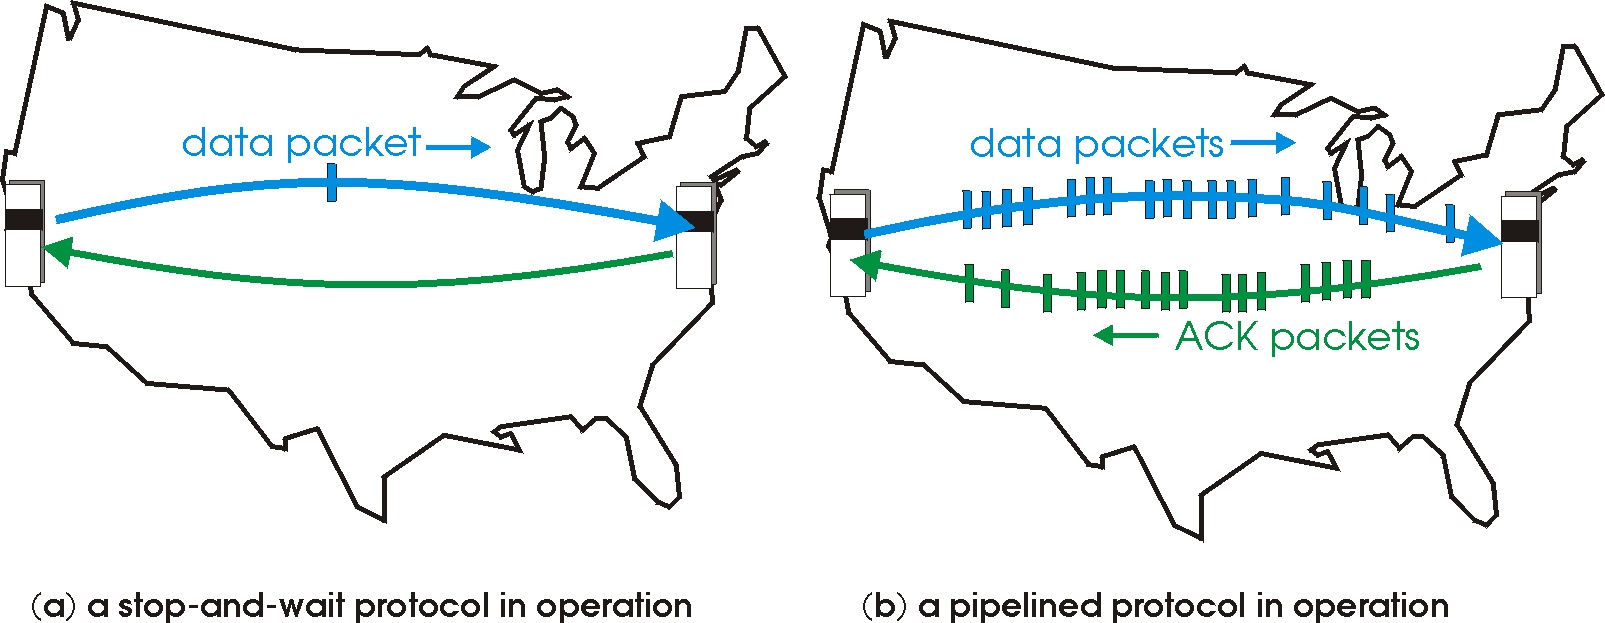 data packet
(a) a stop-and-wait protocol in operation
data packets
ACK packets
(b) a pipelined protocol in operation